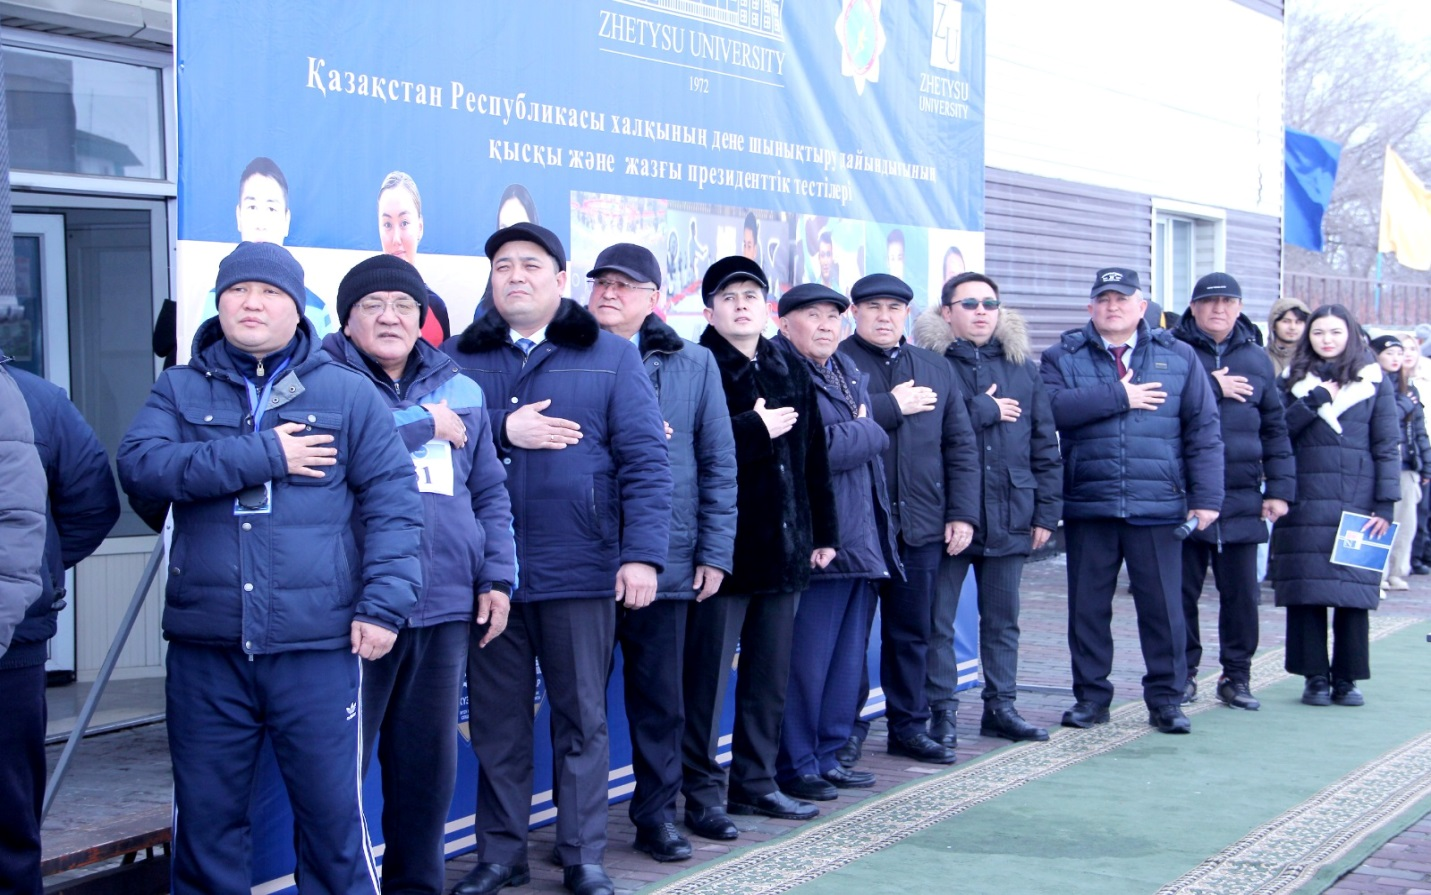 ZHETYSU UNIVERSITY
1972
ZU
ZHETYSU
UNIVERSITY
Қазақстан Республикасы халқының дене шынықтыру дайындығының
қысқы және жазғы президенттік тестілері
1